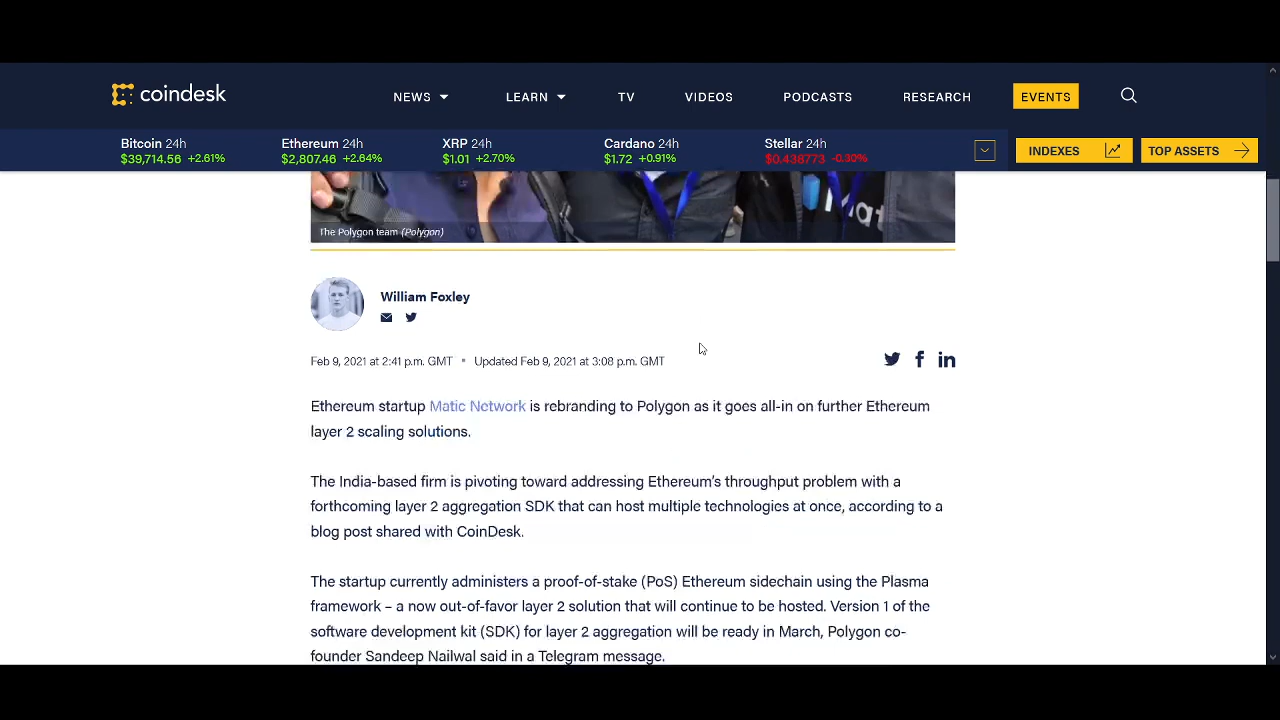 coindesk
NEWS LEARN TV VIDEOS PODCASTS RESEARCH EVENTS
Bitcoin 24h Ethereum 24h XRP 24h Cardano 24h Stellar 24h
$39,714.56 +2.61% $2,807.46 +2.64% $1.01 +2.70% $1.72 +0.91% $0.438773 -0.30%
INDEXES TOP ASSETS
The Polygon team (Polygon)
William Foxley
Feb 9, 2021 at 2:41 p.m. GMT Updated Feb 9, 2021 at 3:08 p.m. GMT
Ethereum startup Matic Network is rebranding to Polygon as it goes all-in on further Ethereum
layer 2 scaling solutions.
The India-based firm is pivoting toward addressing Ethereum’s throughput problem with a
forthcoming layer 2 aggregation SDK that can host multiple technologies at once, according to a
blog post shared with CoinDesk.
The startup currently administers a proof-of-stake (PoS) Ethereum sidechain using the Plasma
framework – a now out-of-favor layer 2 solution that will continue to be hosted. Version 1 of the
software development kit (SDK) for layer 2 aggregation will be ready in March, Polygon co-
founder Sandeep Nailwal said in a Telegram message.